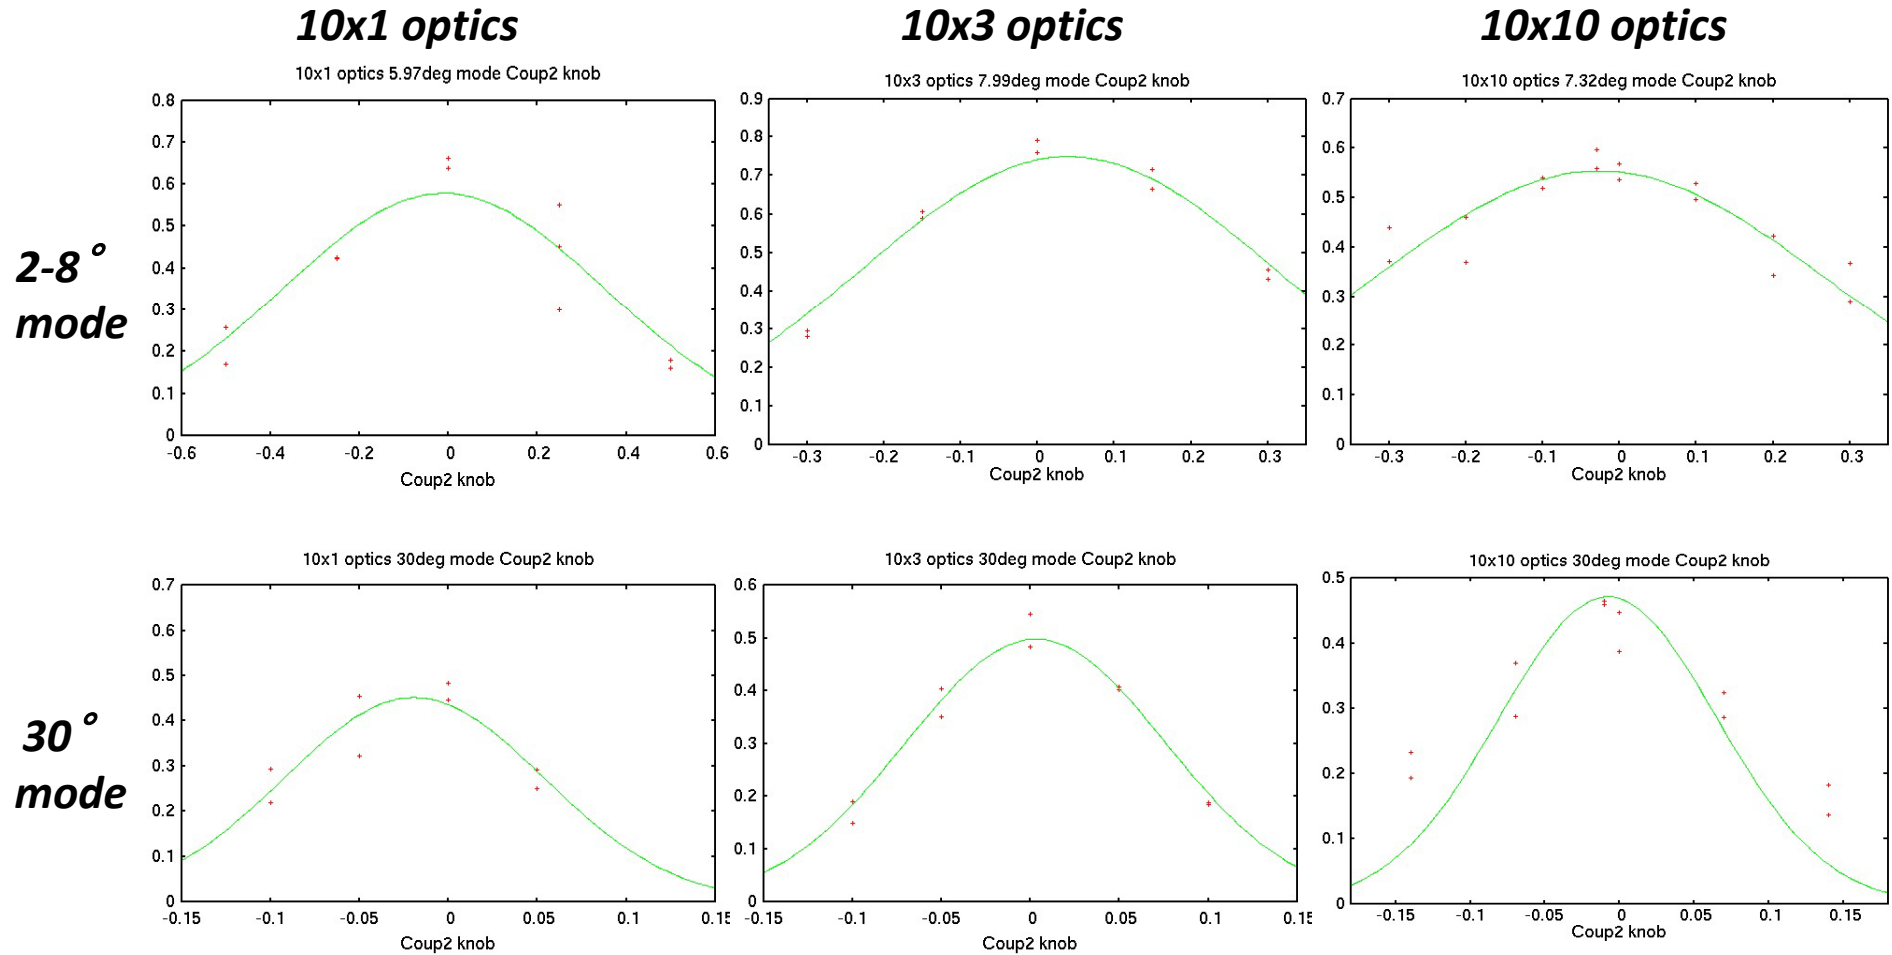 10x1 optics
10x3 optics
10x10 optics
2-8°
mode
10x1 optics 5.97deg mode Coup2 knob
0.8
0.7
0.6
0.5
0.4
0.3
0.2
0.1
0
-0.6 -0.4 -0.2 0 0.2 0.4 0.6
Coup2 knob
10x3 optics 7.99deg mode Coup2 knob
0.9
0.8
0.7
0.6
0.5
0.4
0.3
0.2
0.1
0
-0.3 -0.2 -0.1 0 0.1 0.2 0.3
Coup2 knob
10x10 optics 7.32deg mode Coup2 knob
0.7
0.6
0.5
0.4
0.3
0.2
0.1
0
-0.3 -0.2 -0.1 0 0.1 0.2 0.3
Coup2 knob
30°
mode
10x1 optics 30deg mode Coup2 knob
0.7
0.6
0.5
0.4
0.3
0.2
0.1
0
-0.15 -0.1 -0.05 0 0.05 0.1 0.15
Coup2 knob
10x3 optics 30deg mode Coup2 knob
0.6
0.5
0.4
0.3
0.2
0.1
0
-0.15 -0.1 -0.05 0 0.05 0.1 0.15
Coup2 knob
10x10 optics 30deg mode Coup2 knob
0.5
0.4
0.3
0.2
0.1
0
-0.15 -0.1 -0.05 0 0.05 0.1 0.15
Coup2 knob